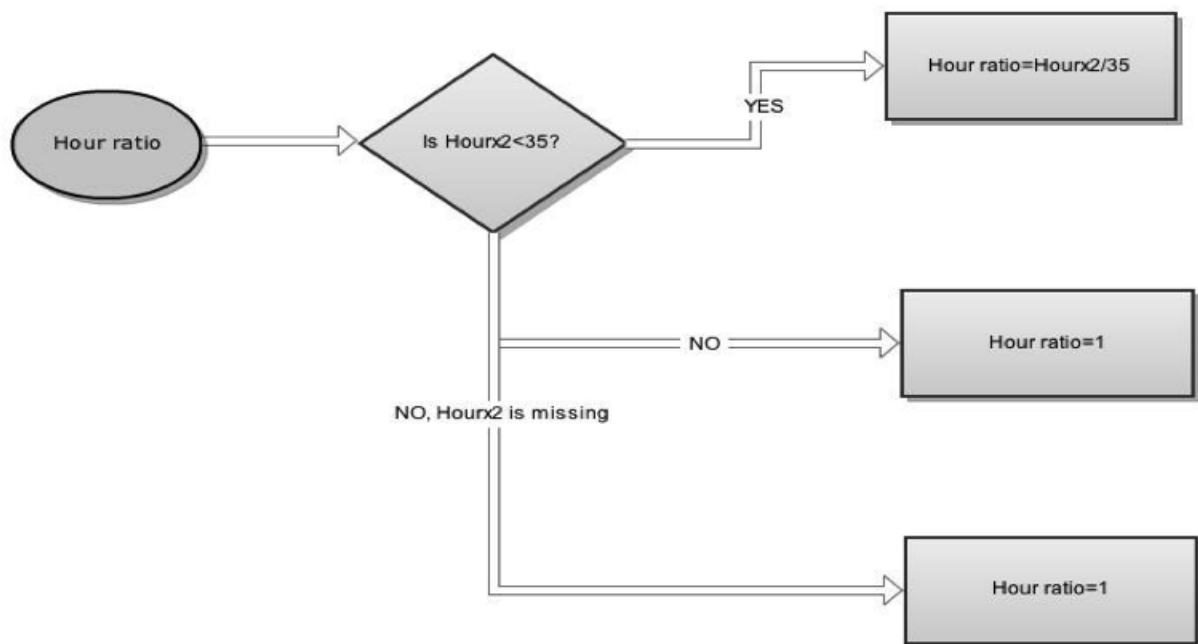 Hour ratio=Hourx2/35
YES
Hour ratio
Is Hourx2<35?
NO
Hour ratio=1
NO, Hourx2 is missing
Hour ratio=1